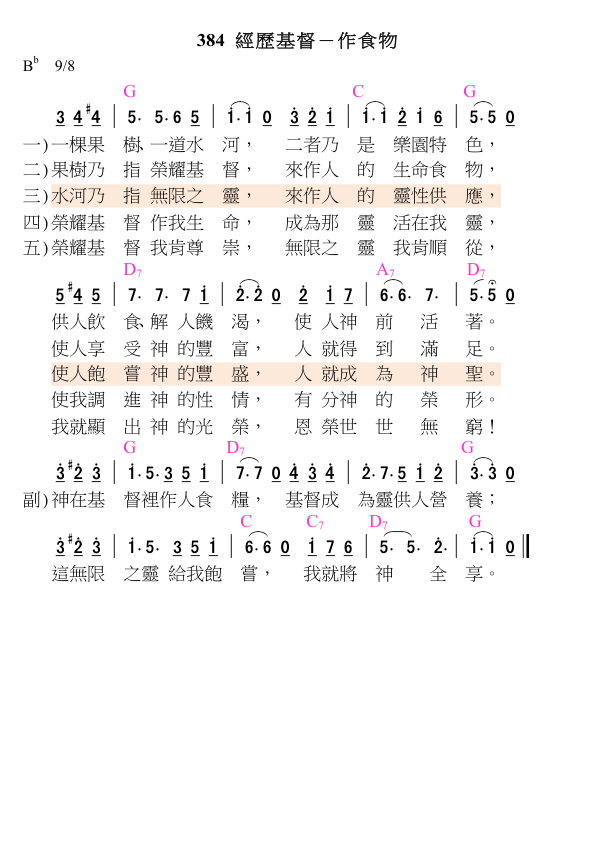 384 經歷基督－作食物
B♭ 9/8
G C G
3 4 #4 | 5· 5·6 5 | 1·1 0 3 2 1 | 1·1 2 1 6 | 5·5 0
一)一棵果 樹、一道水 河， 二者乃 是 樂園特 色，
二)果樹乃 指 榮耀基 督， 來作人 的 生命食 物，
三)水河乃 指 無限之 靈， 來作人 的 靈性供 應，
四)榮耀基 督 作我生 命， 成為那 靈 活在我 靈，
五)榮耀基 督 我肯尊 崇， 無限之 靈 我肯順 從，
D7 A7 D7
5 #4 5 | 7· 7· 7 1 | 2·2 0 2 1 7 | 6·6· 7· | 5·5 0
供人飲 食、解 人饑 渴， 使 人神 前 活 著。
使人享 受 神 的豐 富， 人 就得 到 滿 足。
使人飽 嘗 神 的豐 盛， 人 就成 為 神 聖。
使我調 進 神 的性 情， 有 分神 的 榮 形。
我就顯 出 神 的光 榮， 恩 榮世 世 無 窮！
G D7 G
3 #2 3 | 1·5·3 5 1 | 7·7 0 4 3 4 | 2·7·5 1 2 | 3·3 0
副)神在基 督裡作人食 糧， 基督成 為靈供人營 養；
C C7 D7 G
3 #2 3 | 1·5· 3 5 1 | 6·6 0 1 7 6 | 5· 5· 2· | 1·1 0
這無限 之靈 給我飽 嘗， 我就將 神 全 享。